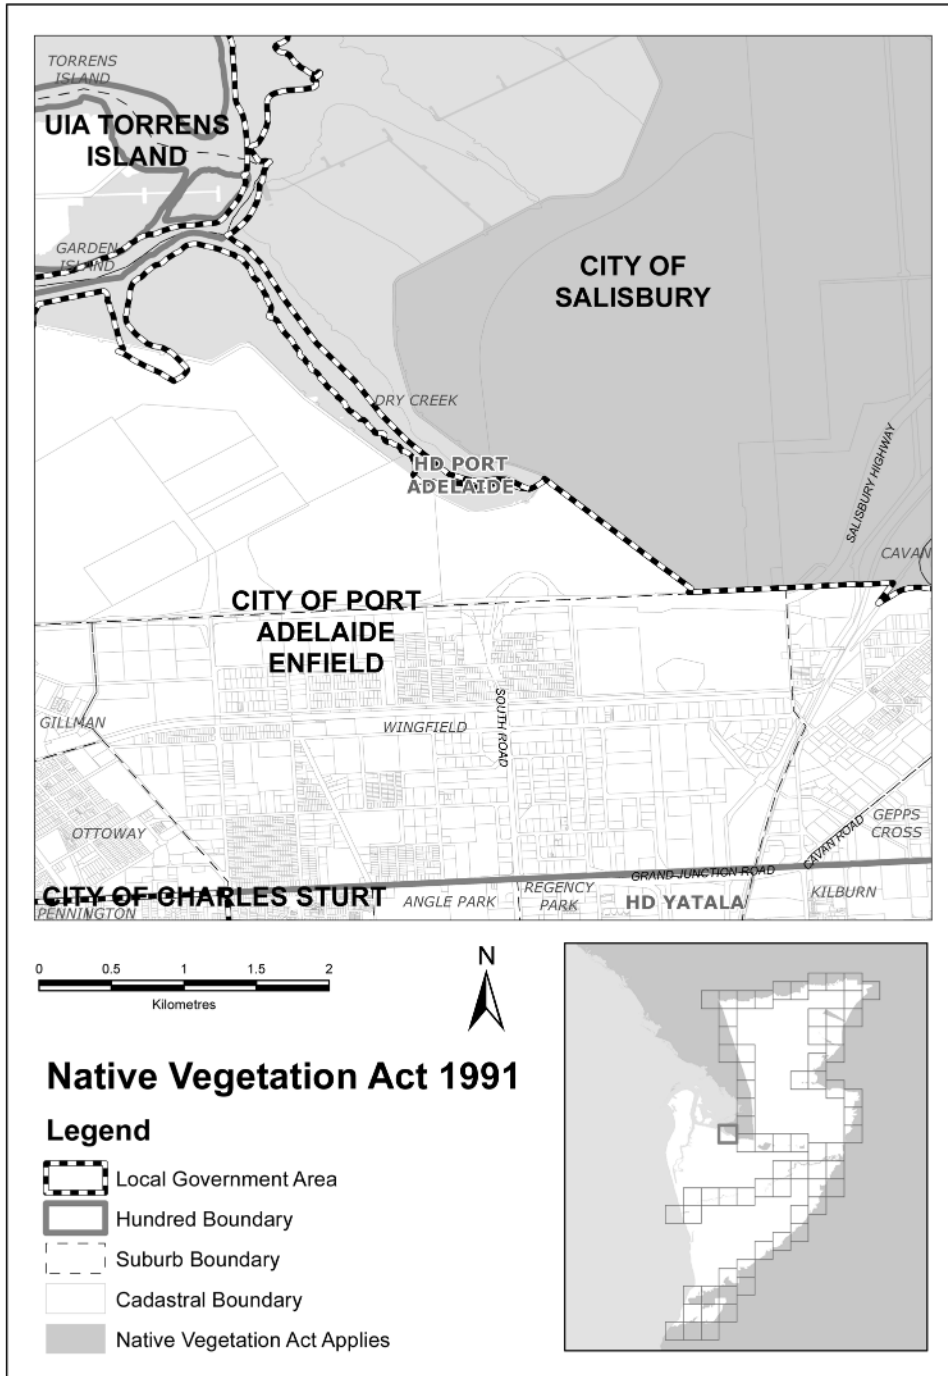 TORRENS
ISLAND
UIA TORRENS
ISLAND
GARDEN
ISLAND
CITY OF
SALISBURY
DRY CREEK
HD PORT
ADELAIDE
SALISBURY HIGHWAY
CAVAN
CITY OF PORT
ADELAIDE
ENFIELD
GILLMAN
WINGFIELD
SOUTH ROAD
OTTOWAY
GEPPS
CROSS
CAVAN ROAD
GRAND JUNCTION ROAD
CITY OF CHARLES STURT
PENNINGTON
ANGLE PARK
REGENCY
PARK
HD YATALA
KILBURN
0 0.5 1 1.5 2
Kilometres
N
Native Vegetation Act 1991
Legend
Local Government Area
Hundred Boundary
Suburb Boundary
Cadastral Boundary
Native Vegetation Act Applies